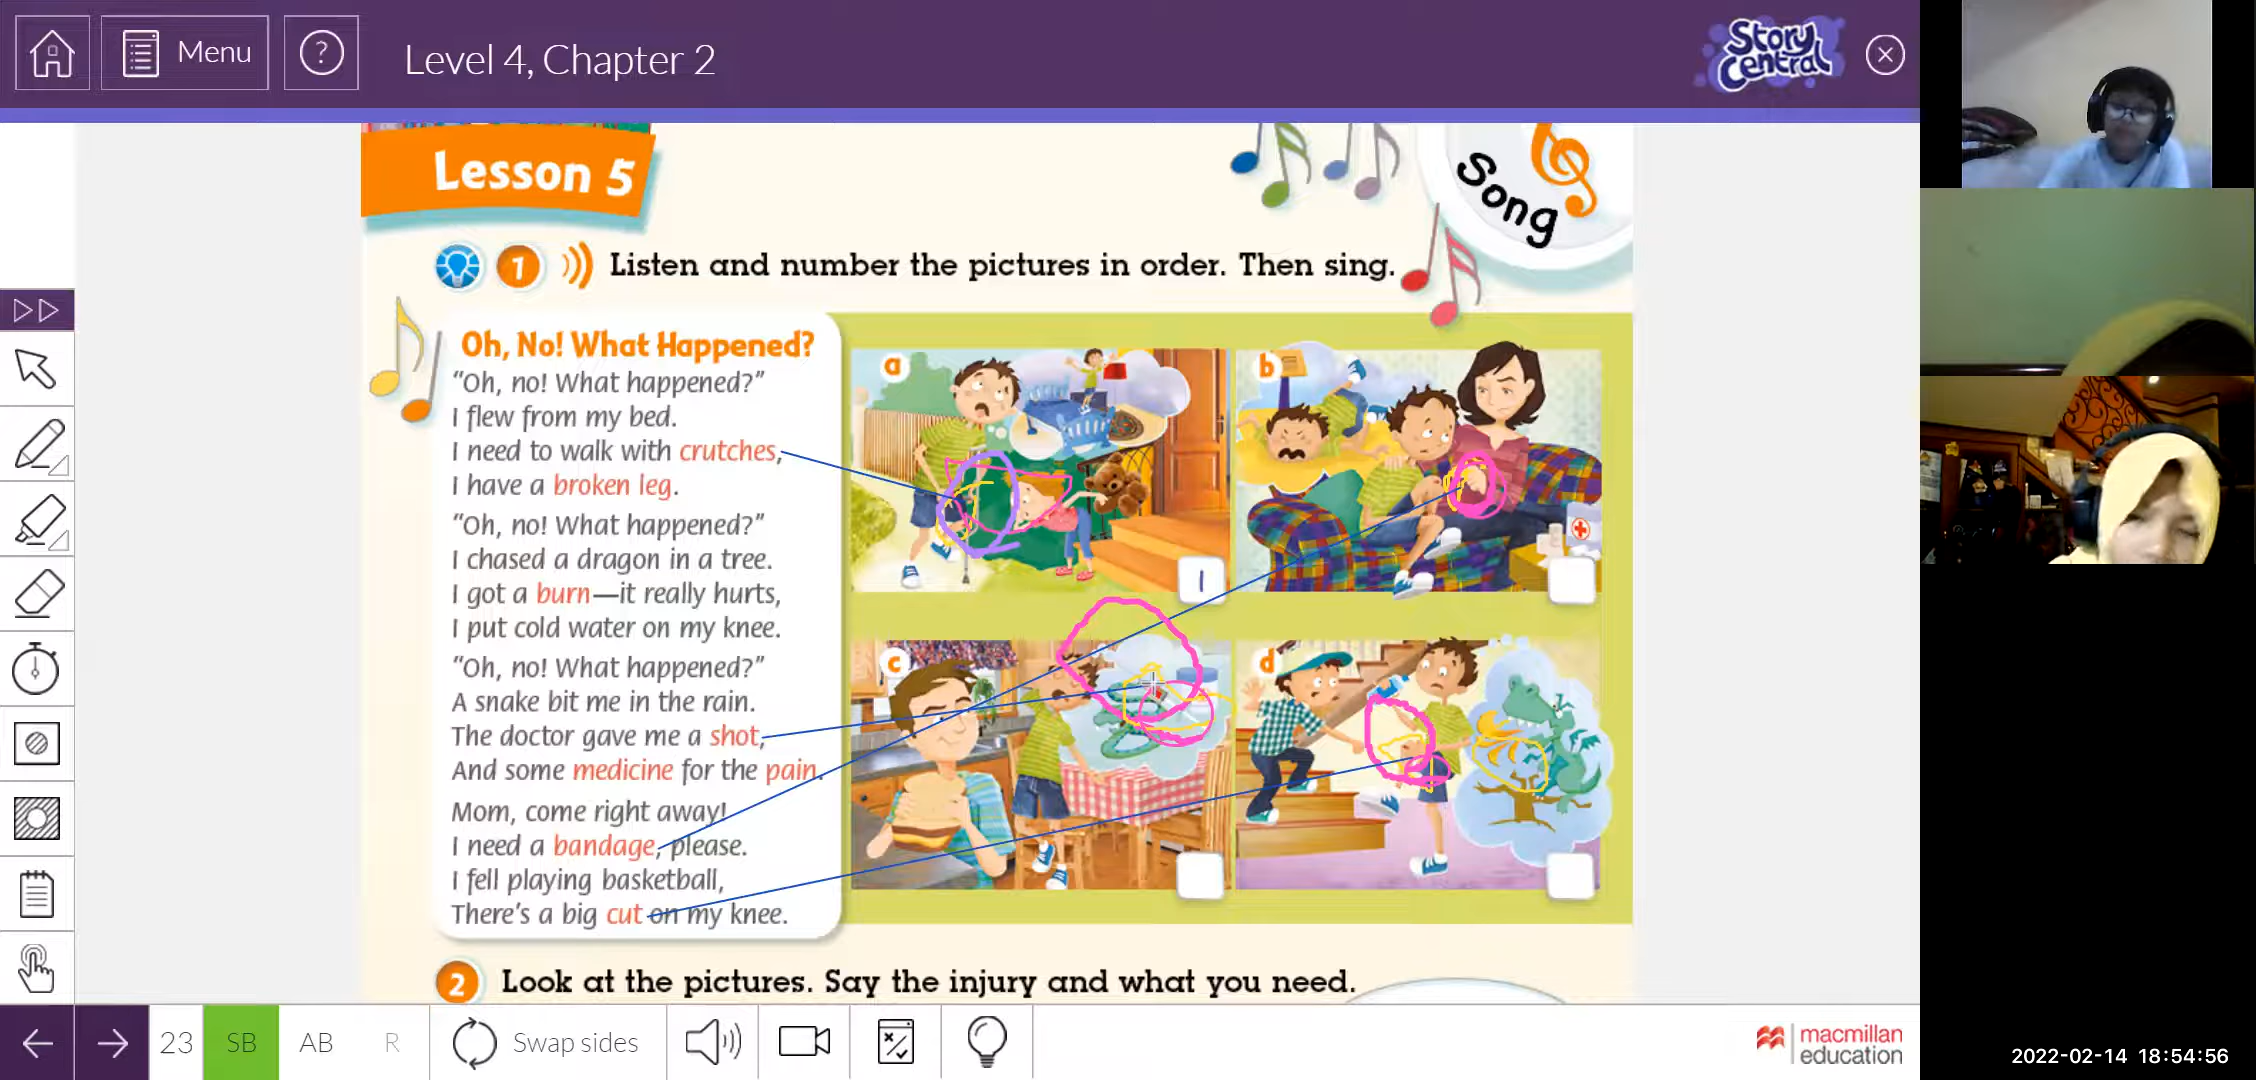 Menu
?
Level 4, Chapter 2
Story Central
Lesson 5
Song
1 Listen and number the pictures in order. Then sing.
Oh, No! What Happened?
“Oh, no! What happened?”
I flew from my bed.
I need to walk with crutches,
I have a broken leg.
“Oh, no! What happened?”
I chased a dragon in a tree.
I got a burn—it really hurts,
I put cold water on my knee.
“Oh, no! What happened?”
A snake bit me in the rain.
The doctor gave me a shot,
And some medicine for the pain.
Mom, come right away!
I need a bandage, please.
I fell playing basketball,
There’s a big cut on my knee.
a
b
1
c
d
2 Look at the pictures. Say the injury and what you need.
23
SB
AB
R
Swap sides
macmillan education
2022-02-14 18:54:56